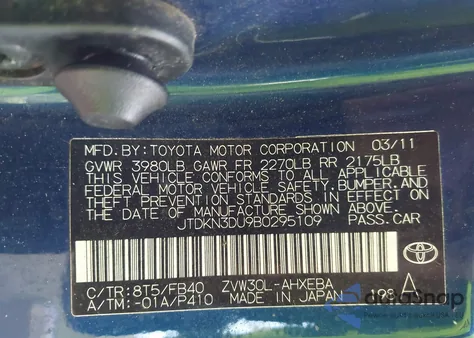 MFD.BY:TOYOTA MOTOR CORPORATION 03/11
GVWR 3980LB GAWR FR 2270LB RR 2175LB
THIS VEHICLE CONFORMS TO ALL APPLICABLE
FEDERAL MOTOR VEHICLE SAFETY, BUMPER, AND
THEFT PREVENTION STANDARDS IN EFFECT ON
THE DATE OF MANUFACTURE SHOWN ABOVE.
JTDKN3DU9B0295109 PASS.CAR
C/TR:8T5/FB40 ZVW30L-AHXEBA
A/TM:-01A/P410 MADE IN JAPAN
autoSnap